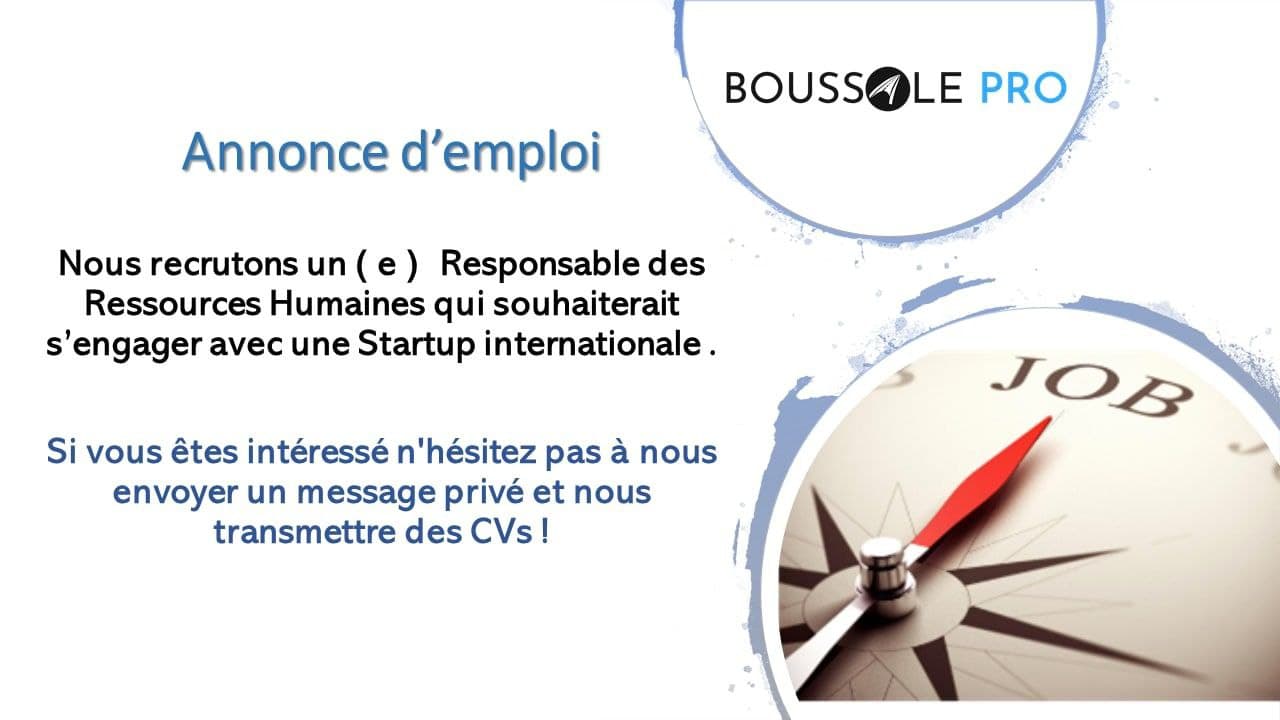 BOUSSOLE PRO
Annonce d’emploi
Nous recrutons un ( e ) Responsable des
Ressources Humaines qui souhaiterait
s’engager avec une Startup internationale .
Si vous êtes intéressé n'hésitez pas à nous
envoyer un message privé et nous
transmettre des CVs !
JOB